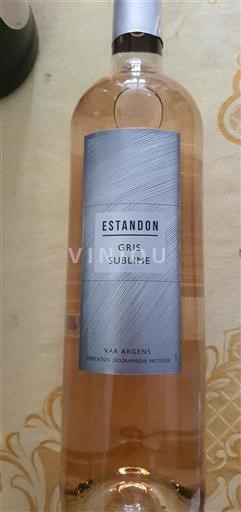 ESTANDON
GRIS
SUBLIME
VAR ARGENS
INDICATION GÉOGRAPHIQUE PROTÉGÉE